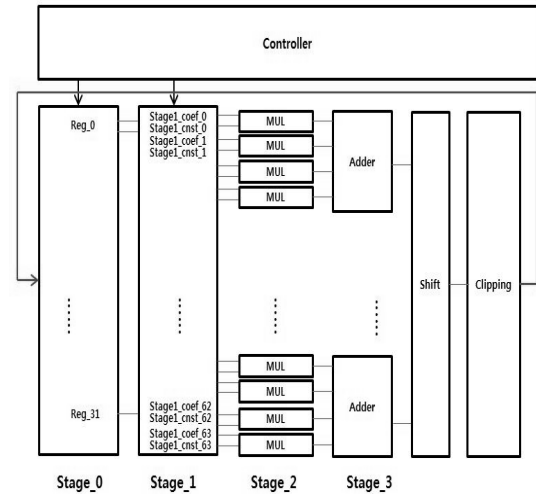 Controller
Reg_0
Stage1_coef_0
Stage1_cnst_0
Stage1_coef_1
Stage1_cnst_1
MUL
MUL
MUL
MUL
Adder
Shift
Clipping
Reg_31
Stage1_coef_62
Stage1_cnst_62
Stage1_coef_63
Stage1_cnst_63
MUL
MUL
MUL
MUL
Adder
Stage_0
Stage_1
Stage_2
Stage_3